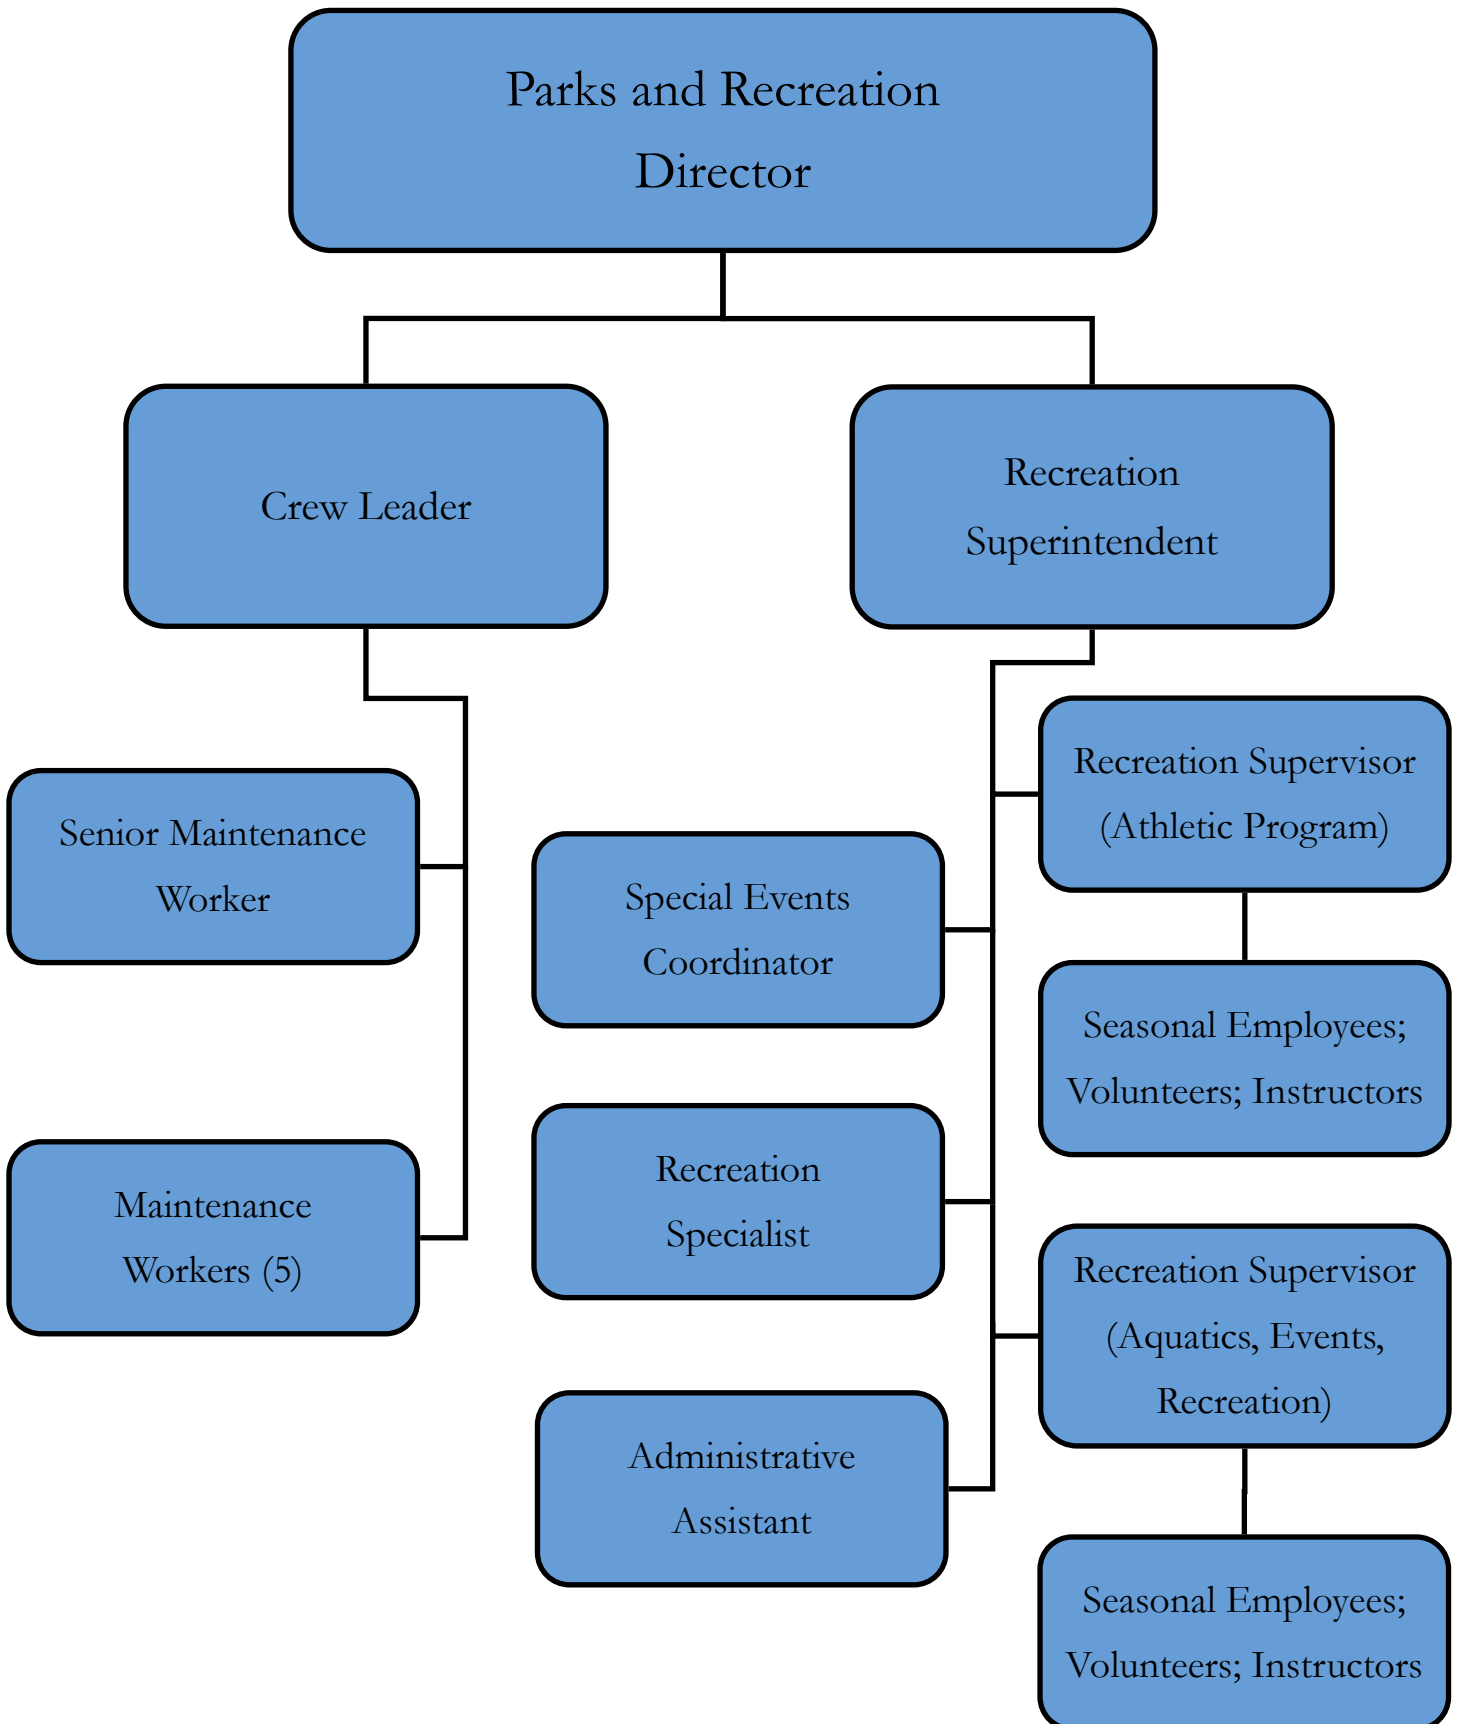 Parks and Recreation
Director
Crew Leader
Recreation
Superintendent
Senior Maintenance
Worker
Maintenance
Workers (5)
Special Events
Coordinator
Recreation
Specialist
Administrative
Assistant
Recreation Supervisor
(Athletic Program)
Seasonal Employees;
Volunteers; Instructors
Recreation Supervisor
(Aquatics, Events,
Recreation)
Seasonal Employees;
Volunteers; Instructors